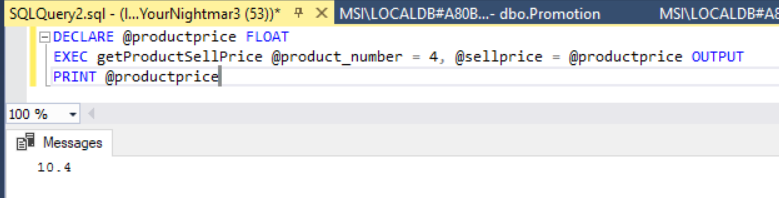 SQLQuery2.sql - (l...YourNightmar3 (53))* MSI\LOCALDB#A80B...- dbo.Promotion MSI\LOCALDB#A8
DECLARE @productprice FLOAT
EXEC getProductSellPrice @product_number = 4, @sellprice = @productprice OUTPUT
PRINT @productprice
100 %
Messages
10.4